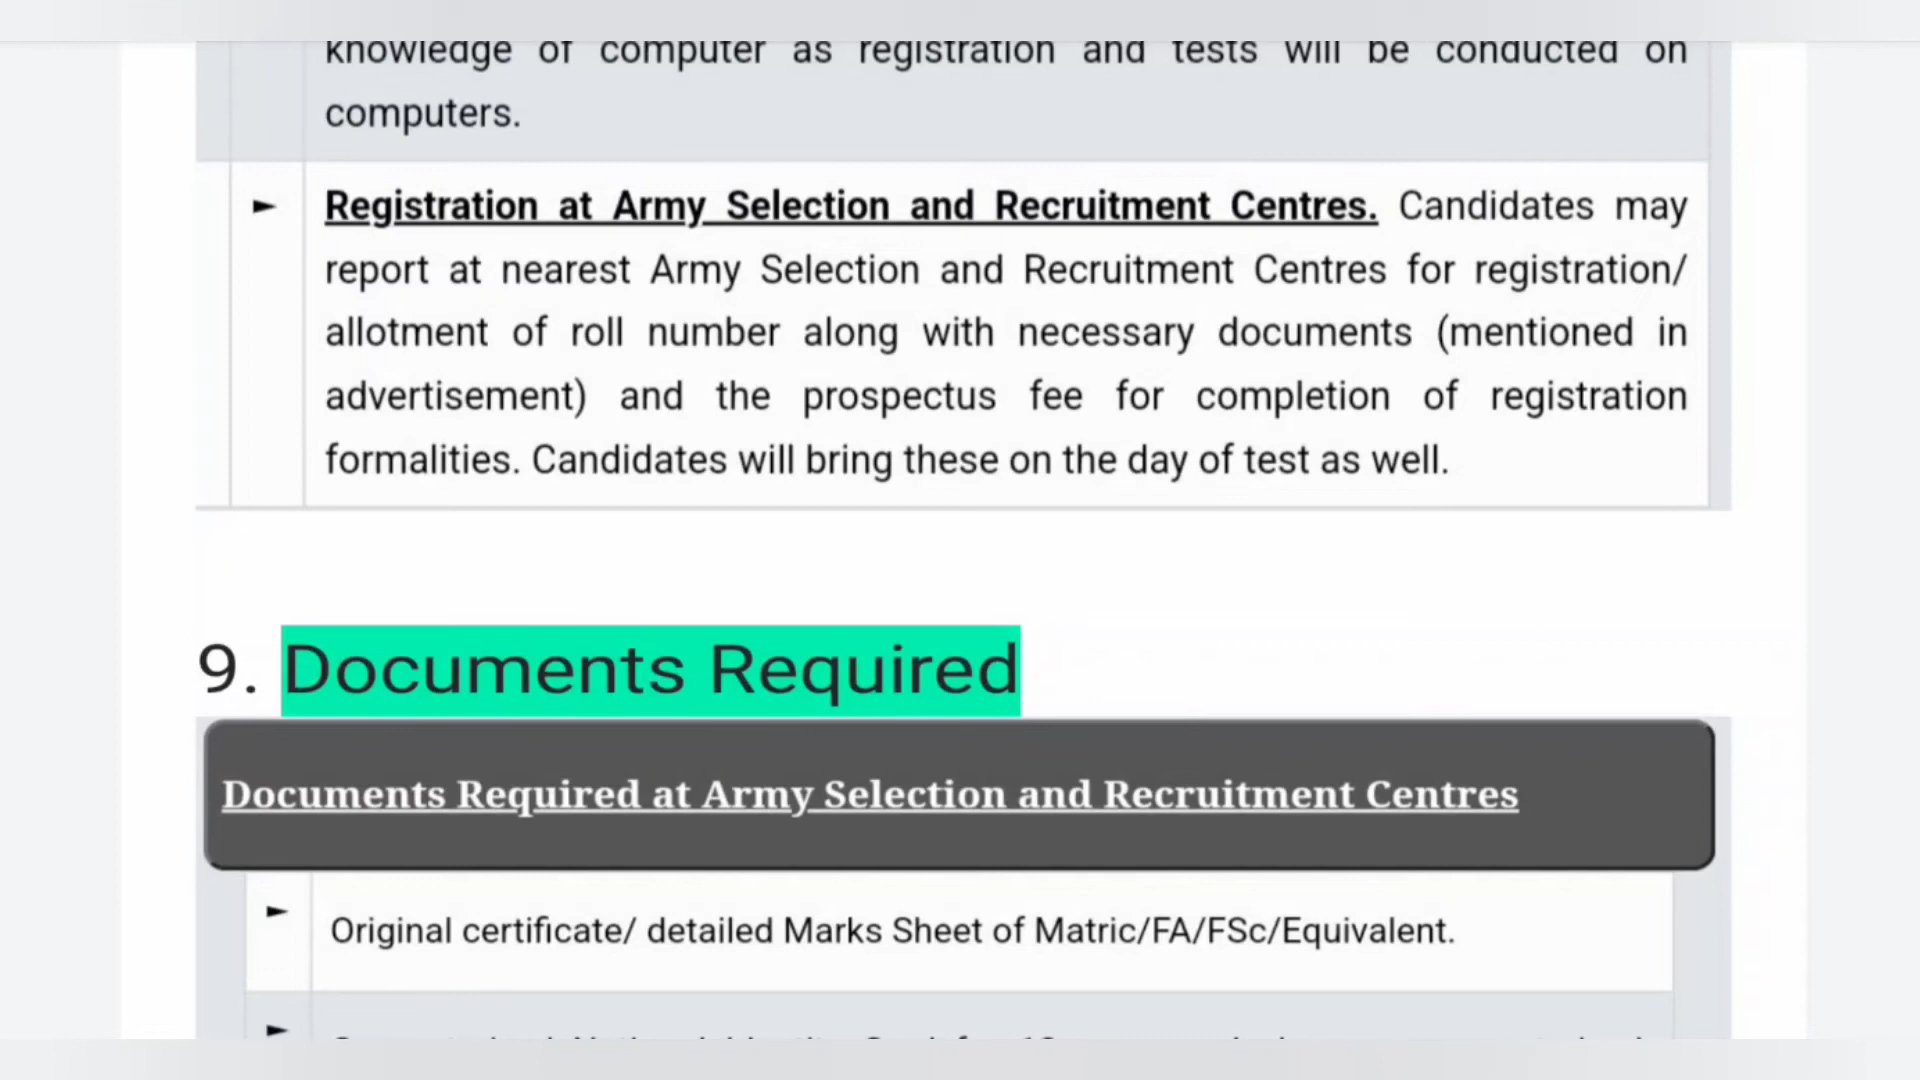 knowledge of computer as registration and tests will be conducted on
computers.
► Registration at Army Selection and Recruitment Centres. Candidates may
report at nearest Army Selection and Recruitment Centres for registration/
allotment of roll number along with necessary documents (mentioned in
advertisement) and the prospectus fee for completion of registration
formalities. Candidates will bring these on the day of test as well.
9. Documents Required
Documents Required at Army Selection and Recruitment Centres
► Original certificate/ detailed Marks Sheet of Matric/FA/FSc/Equivalent.
►